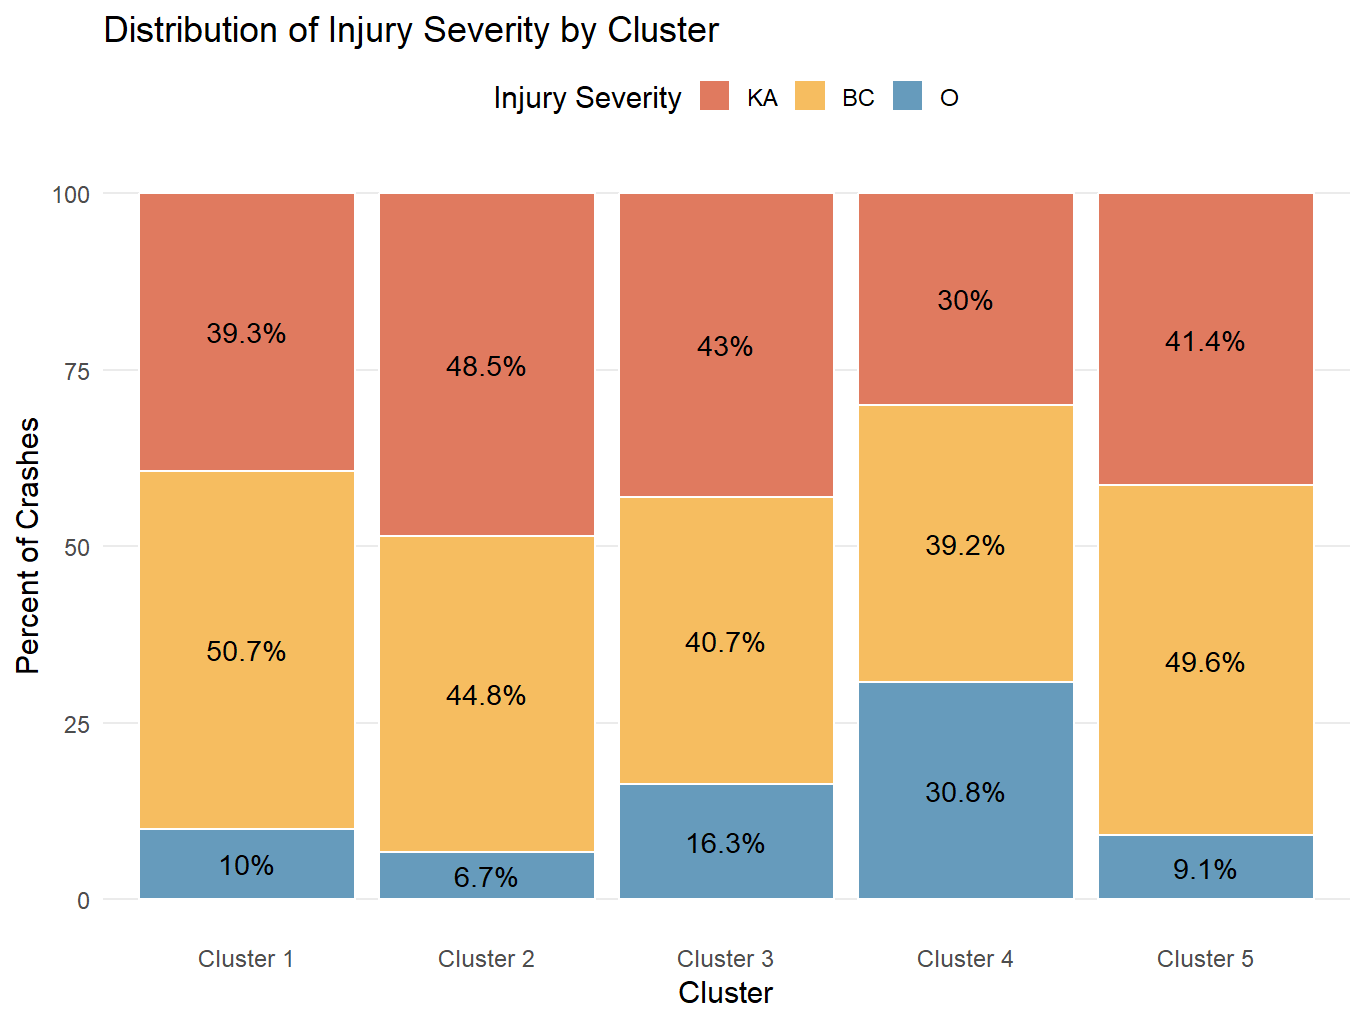 Distribution of Injury Severity by Cluster
Injury Severity KA BC O
Percent of Crashes
100
75
50
25
0
39.3% 48.5% 43% 30% 41.4%
50.7% 44.8% 40.7% 39.2% 49.6%
10% 6.7% 16.3% 30.8% 9.1%
Cluster 1 Cluster 2 Cluster 3 Cluster 4 Cluster 5
Cluster